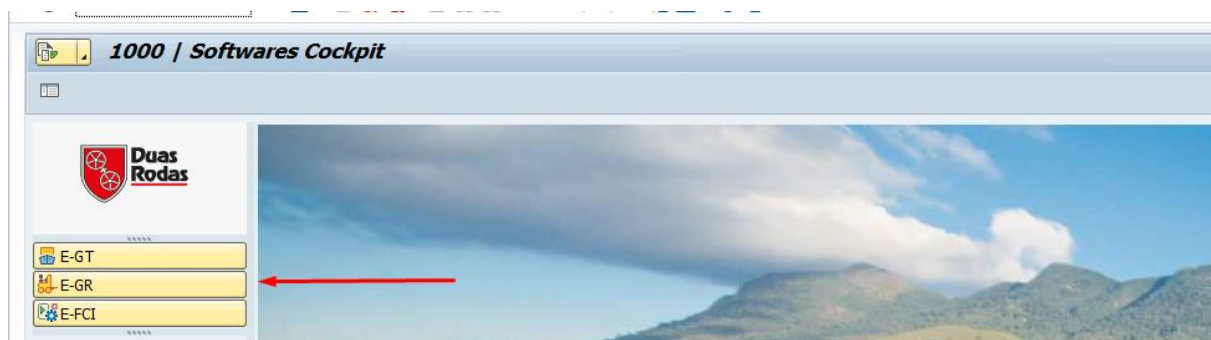 1000 | Softwares Cockpit
Duas
Rodas
E-GT
E-GR
E-FCI